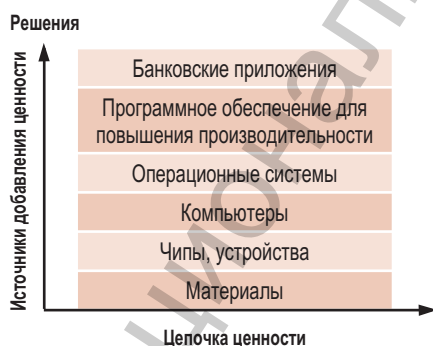 Решения
Источники добавления ценности
Банковские приложения
Программное обеспечение для
повышения производительности
Операционные системы
Компьютеры
Чипы, устройства
Материалы
Цепочка ценности